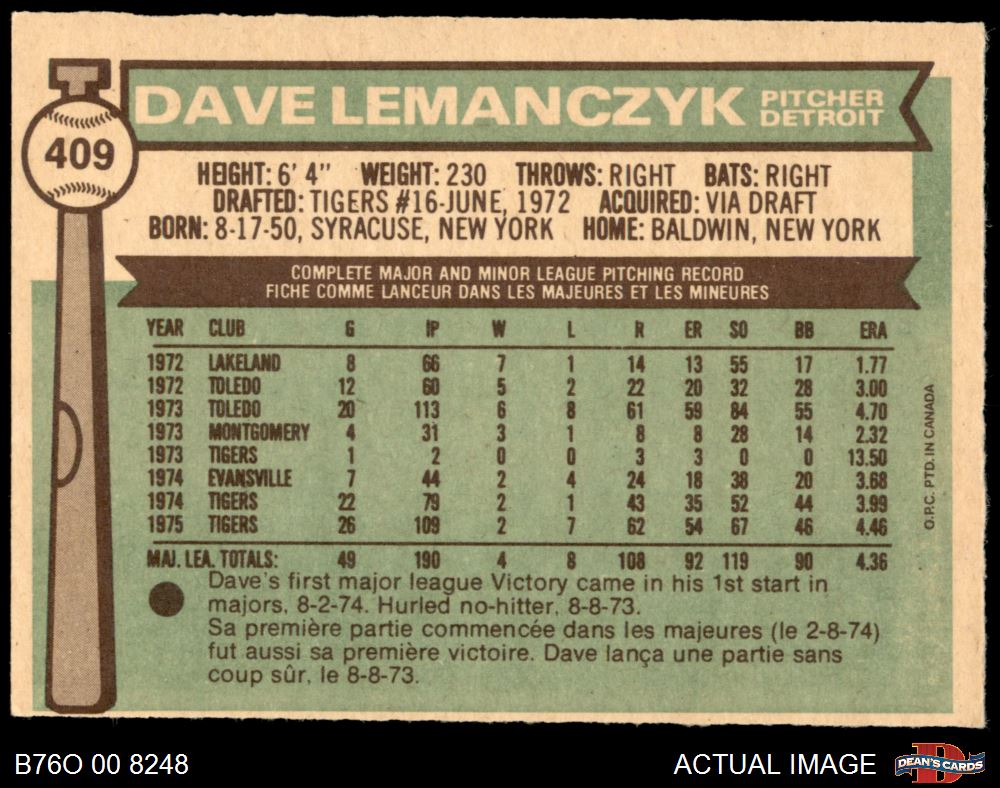 DAVE LEMANCZYK PITCHER DETROIT
409
HEIGHT: 6' 4" WEIGHT: 230 THROWS: RIGHT BATS: RIGHT
DRAFTED: TIGERS #16-JUNE, 1972 ACQUIRED: VIA DRAFT
BORN: 8-17-50, SYRACUSE, NEW YORK HOME: BALDWIN, NEW YORK
COMPLETE MAJOR AND MINOR LEAGUE PITCHING RECORD
FICHE COMME LANCEUR DANS LES MAJEURES ET LES MINEURES
YEAR CLUB G IP W L R ER SO BB ERA
1972 LAKELAND 8 66 7 1 14 13 55 17 1.77
1972 TOLEDO 12 60 5 2 22 20 32 28 3.00
1973 TOLEDO 20 113 6 8 61 59 84 55 4.70
1973 MONTGOMERY 4 31 3 1 8 8 28 14 2.32
1973 TIGERS 1 2 0 0 3 3 0 0 13.50
1974 EVANSVILLE 7 44 2 4 24 18 38 20 3.68
1974 TIGERS 22 79 2 1 43 35 52 44 3.99
1975 TIGERS 26 109 2 7 62 54 67 46 4.46
MAJ. LEA. TOTALS: 49 190 4 8 108 92 119 90 4.36
Dave's first major league Victory came in his 1st start in
majors, 8-2-74. Hurled no-hitter, 8-8-73.
Sa première partie commencée dans les majeures (le 2-8-74)
fut aussi sa première victoire. Dave lança une partie sans
coup sûr, le 8-8-73.
O.P.C. PTD. IN CANADA
B76O 00 8248
ACTUAL IMAGE
DEAN'S CARDS